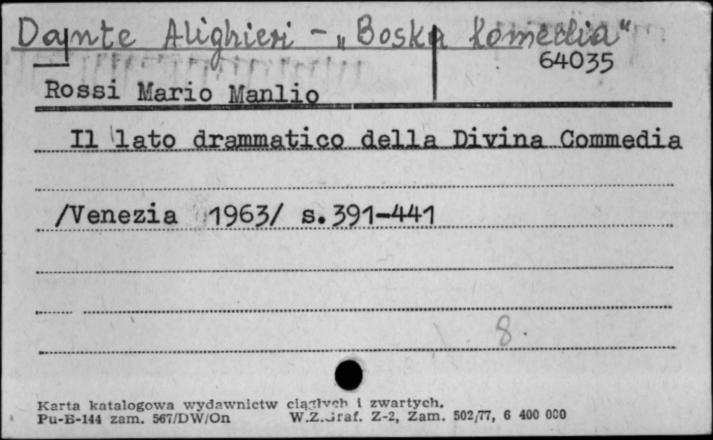 Dante Alighieri - „Boska Komedia"
64035
Rossi Mario Manlio
Il lato drammatico della Divina Commedia
/Venezia 1963/ s.391-441
8.
Karta katalogowa wydawnictw ciągłych i zwartych.
Pu-B-144 zam. 567/DW/On W.Z.Graf. Z-2, Zam. 502/77, 6 400 000